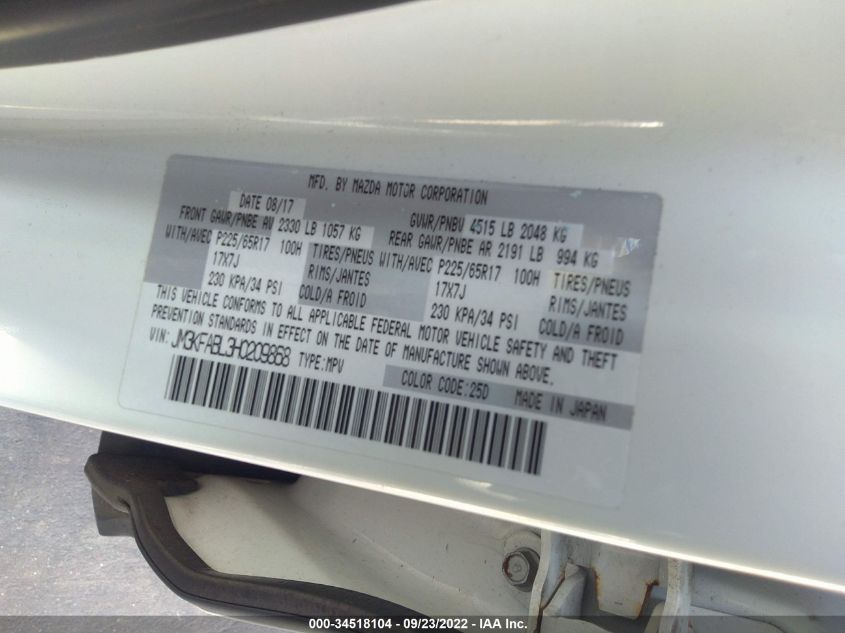 MFD. BY MAZDA MOTOR CORPORATION
DATE 08/17
GVWR/PNBV 4515 LB 2048 KG
FRONT GAWR/PNBE AV 2330 LB 1057 KG
REAR GAWR/PNBE AR 2191 LB 994 KG
WITH/AVEC P225/65R17 100H TIRES/PNEUS WITH/AVEC P225/65R17 100H TIRES/PNEUS
17X7J RIMS/JANTES 17X7J RIMS/JANTES
230 KPA/34 PSI COLD/A FROID 230 KPA/34 PSI COLD/A FROID
THIS VEHICLE CONFORMS TO ALL APPLICABLE FEDERAL MOTOR VEHICLE SAFETY AND THEFT
PREVENTION STANDARDS IN EFFECT ON THE DATE OF MANUFACTURE SHOWN ABOVE.
VIN: JM3KFABL3H0209868 TYPE:MPV
COLOR CODE:25D MADE IN JAPAN
000-34518104 - 09/23/2022 - IAA Inc.